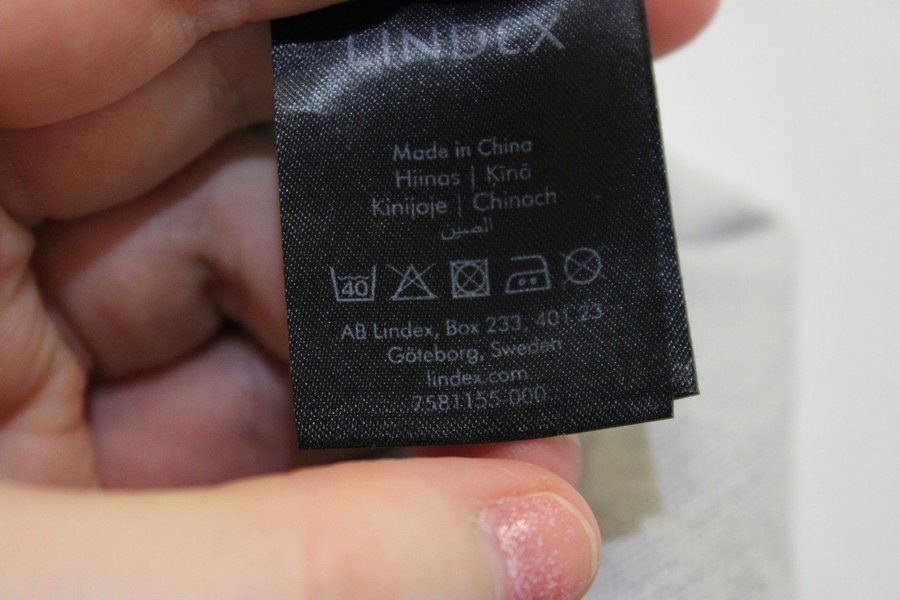 LINDEX
Made in China
Hiinas | Ķīnā
Kinijoje | Chinach
الصين
40
AB Lindex, Box 233, 401 23
Göteborg, Sweden
lindex.com
7581155 000